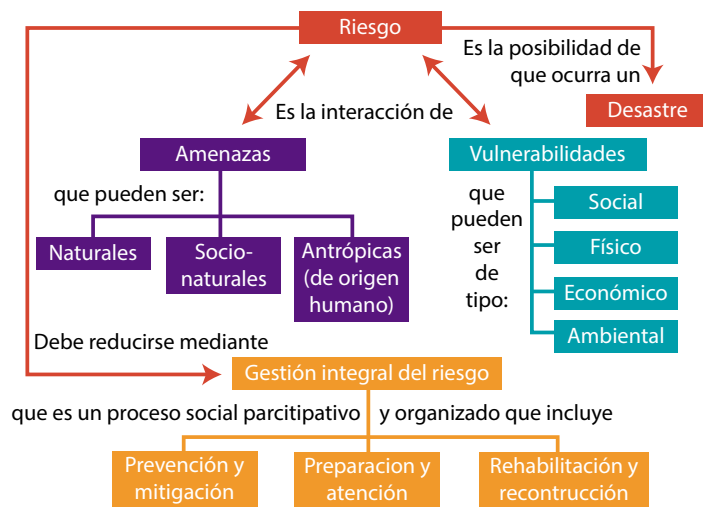 Riesgo
Es la posibilidad de
que ocurra un
Desastre
Es la interacción de
Amenazas
Vulnerabilidades
que pueden ser:
Naturales
Socio-
naturales
Antrópicas
(de origen
humano)
que
pueden
ser
de
tipo:
Social
Físico
Económico
Ambiental
Debe reducirse mediante
Gestión integral del riesgo
que es un proceso social parcitipativo
y organizado que incluye
Prevención y
mitigación
Preparacion y
atención
Rehabilitación y
recontrucción